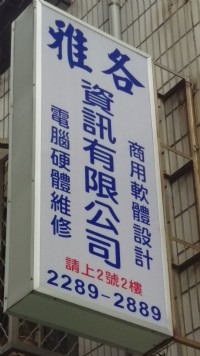 雅各
資訊有限公司
商用軟體設計
電腦硬體維修
請上2號2樓
2289-2889